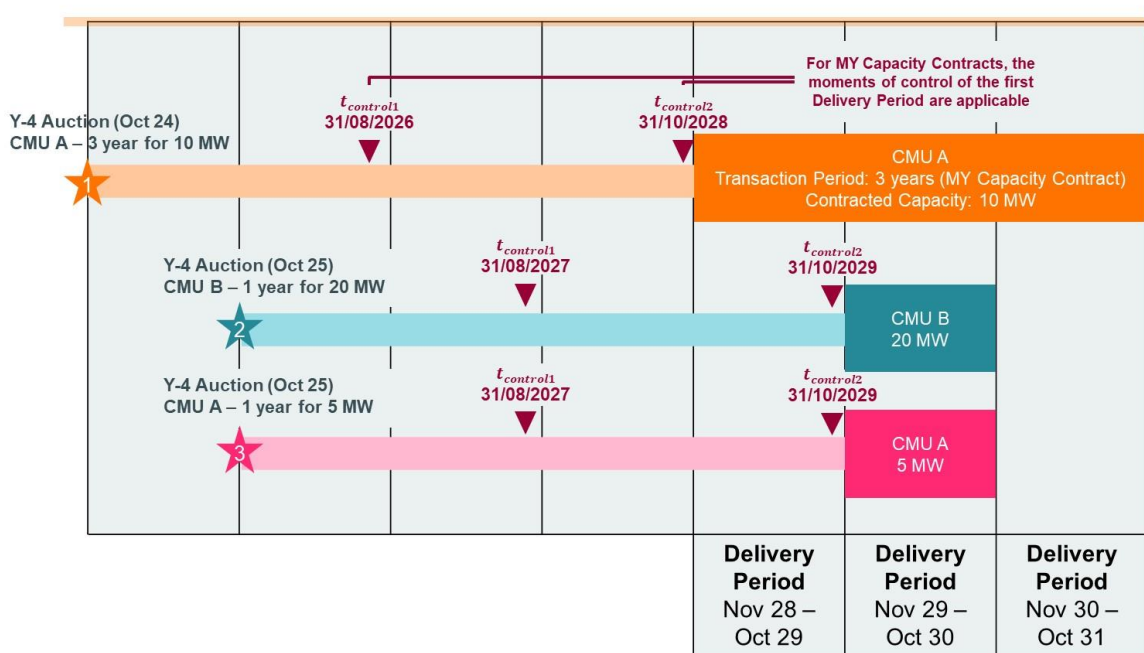 For MY Capacity Contracts, the
moments of control of the first
Delivery Period are applicable
t_control1
31/08/2026
t_control2
31/10/2028
Y-4 Auction (Oct 24)
CMU A – 3 year for 10 MW
1
CMU A
Transaction Period: 3 years (MY Capacity Contract)
Contracted Capacity: 10 MW
Y-4 Auction (Oct 25)
CMU B – 1 year for 20 MW
t_control1
31/08/2027
t_control2
31/10/2029
2
CMU B
20 MW
Y-4 Auction (Oct 25)
CMU A – 1 year for 5 MW
t_control1
31/08/2027
t_control2
31/10/2029
3
CMU A
5 MW
Delivery
Period
Nov 28 –
Oct 29
Delivery
Period
Nov 29 –
Oct 30
Delivery
Period
Nov 30 –
Oct 31